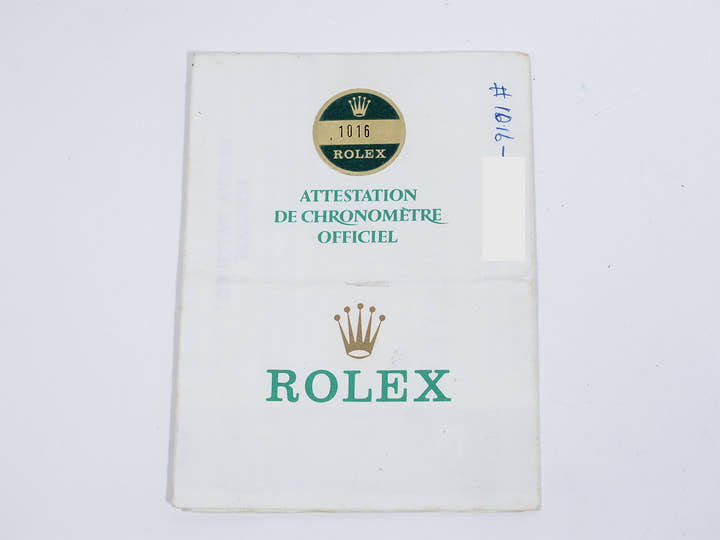 1016
ROLEX
ATTESTATION
DE CHRONOMÈTRE
OFFICIEL
# 1016 -
ROLEX